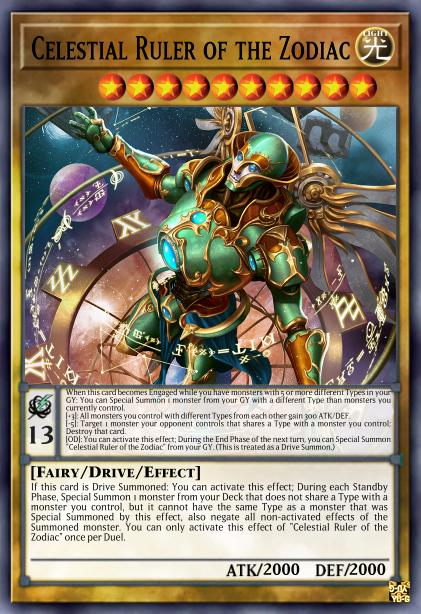 CELESTIAL RULER OF THE ZODIAC
LIGHT
光
When this card becomes Engaged while you have monsters with 5 or more different Types in your
GY: You can Special Summon 1 monster from your GY with a different Type than monsters you
currently control.
[+3]: All monsters you control with different Types from each other gain 300 ATK/DEF.
[-5]: Target 1 monster your opponent controls that shares a Type with a monster you control;
Destroy that card.
[OD]: You can activate this effect; During the End Phase of the next turn, you can Special Summon
"Celestial Ruler of the Zodiac" from your GY. (This is treated as a Drive Summon.)
13
[FAIRY/DRIVE/EFFECT]
If this card is Drive Summoned: You can activate this effect; During each Standby
Phase, Special Summon 1 monster from your Deck that does not share a Type with a
monster you control, but it cannot have the same Type as a monster that was
Special Summoned by this effect, also negate all non-activated effects of the
Summoned monster. You can only activate this effect of "Celestial Ruler of the
Zodiac" once per Duel.
ATK/2000 DEF/2000